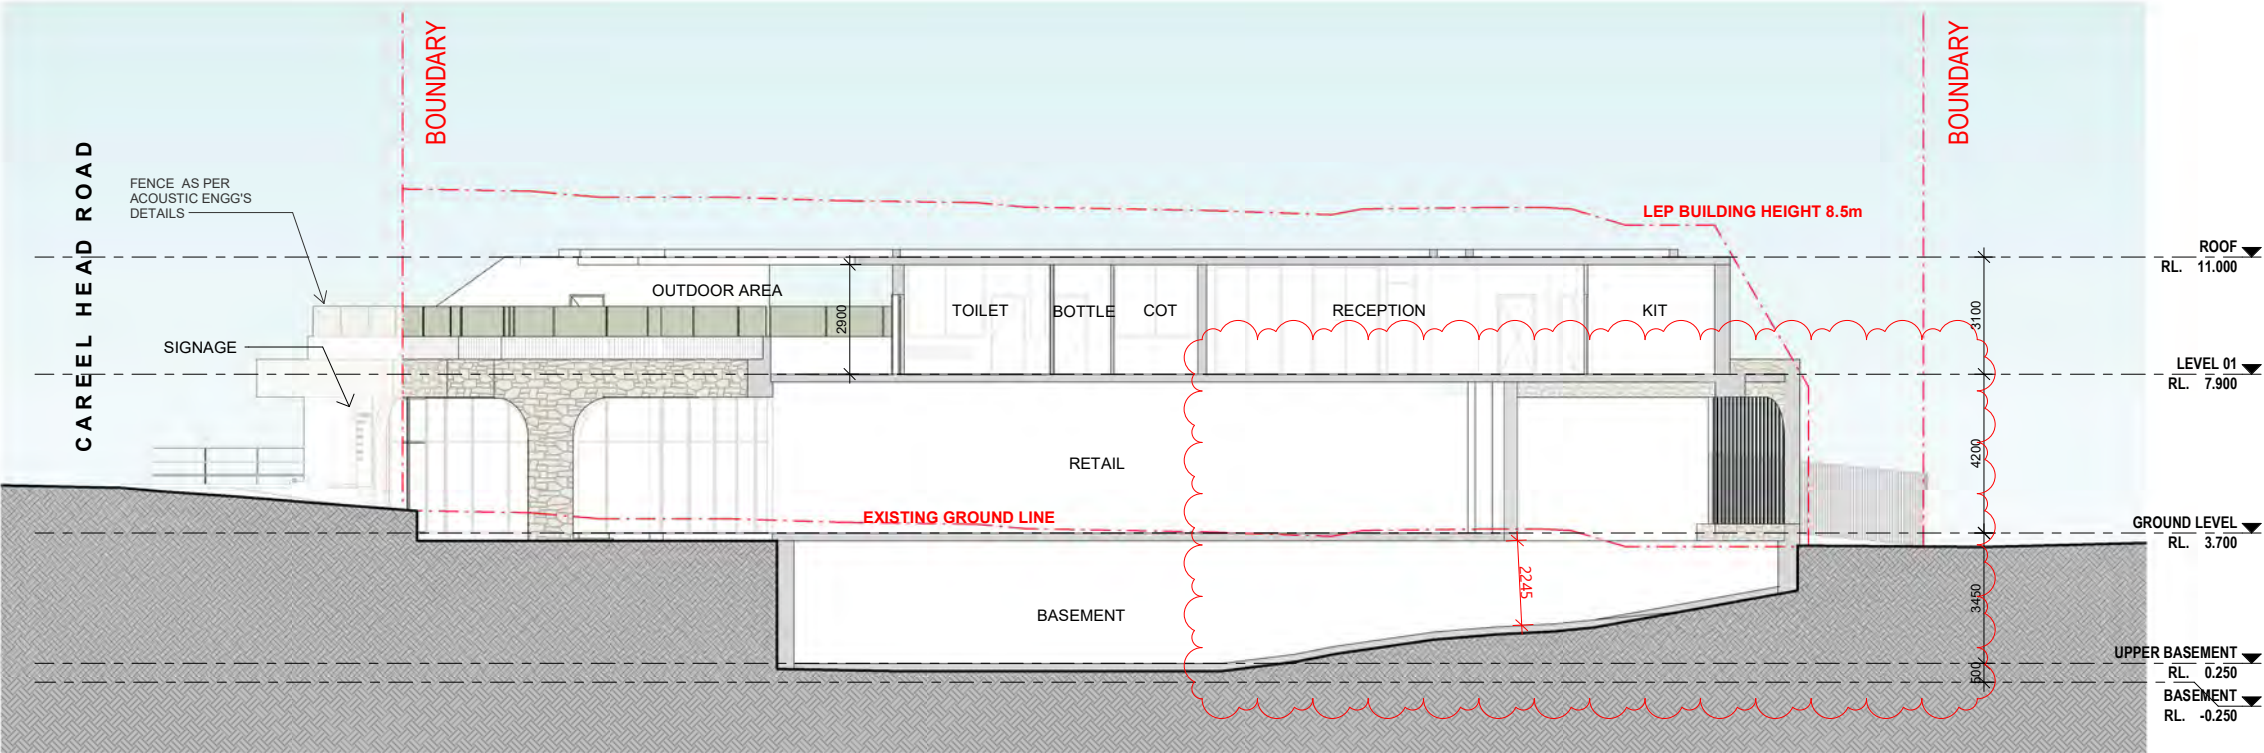 BOUNDARY
BOUNDARY
CAREEL HEAD ROAD
FENCE AS PER
ACOUSTIC ENGG'S
DETAILS
SIGNAGE
LEP BUILDING HEIGHT 8.5m
ROOF
RL. 11.000
OUTDOOR AREA
2900
TOILET
BOTTLE
COT
RECEPTION
KIT
3100
LEVEL 01
RL. 7.900
RETAIL
4200
EXISTING GROUND LINE
GROUND LEVEL
RL. 3.700
2245
BASEMENT
3450
UPPER BASEMENT
RL. 0.250
500
BASEMENT
RL. -0.250